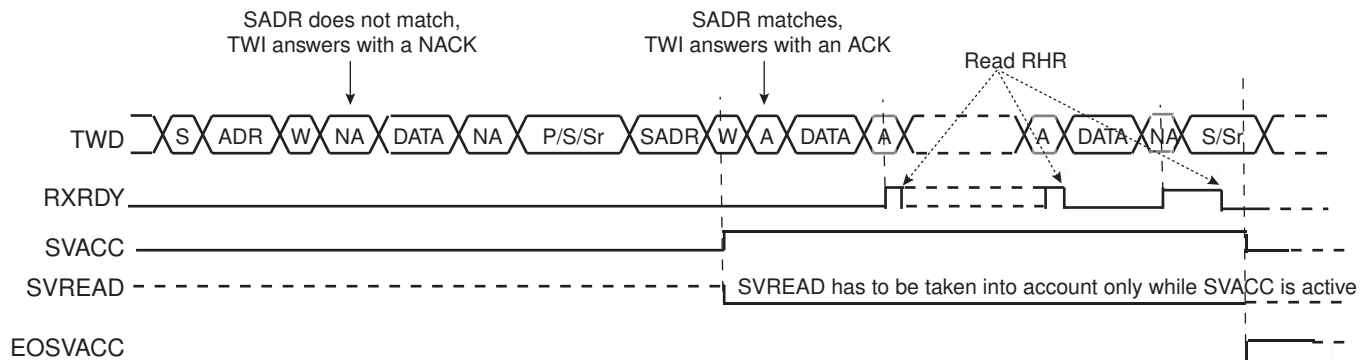 SADR does not match,
TWI answers with a NACK
SADR matches,
TWI answers with an ACK
Read RHR
TWD S ADR W NA DATA NA P/S/Sr SADR W A DATA A A DATA NA S/Sr
RXRDY
SVACC
SVREAD SVREAD has to be taken into account only while SVACC is active
EOSVACC